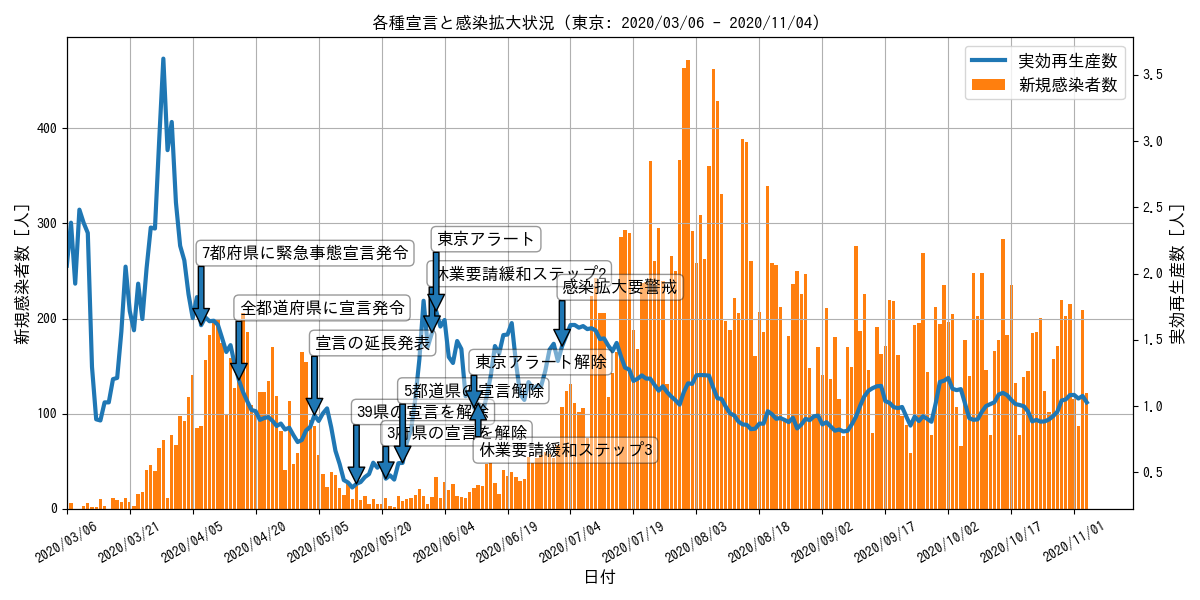 各種宣言と感染拡大状況 (東京: 2020/03/06 - 2020/11/04)
実効再生産数
新規感染者数
新規感染者数 [人]
400
300
200
100
0
実効再生産数 [人]
3.5
3.0
2.5
2.0
1.5
1.0
0.5
東京アラート
7都府県に緊急事態宣言発令
休業要請緩和ステップ2
感染拡大要警戒
全都道府県に宣言発令
宣言の延長発表
東京アラート解除
5都道県の宣言解除
39県の宣言を解除
3府県の宣言を解除
休業要請緩和ステップ3
2020/03/06
2020/03/21
2020/04/05
2020/04/20
2020/05/05
2020/05/20
2020/06/04
2020/06/19
2020/07/04
2020/07/19
2020/08/03
2020/08/18
2020/09/02
2020/09/17
2020/10/02
2020/10/17
2020/11/01
日付